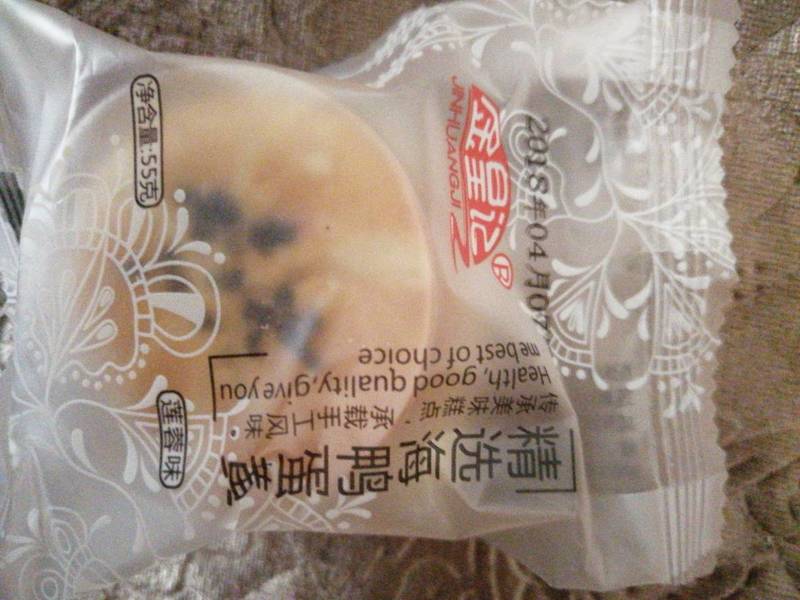 金皇记®
JINHUANGJI
2018年04月07
净含量:55克
莲蓉味
精选海鸭蛋黄
传承美味糕点·承载手工风味·
Health, good quality, give you
the best of choice